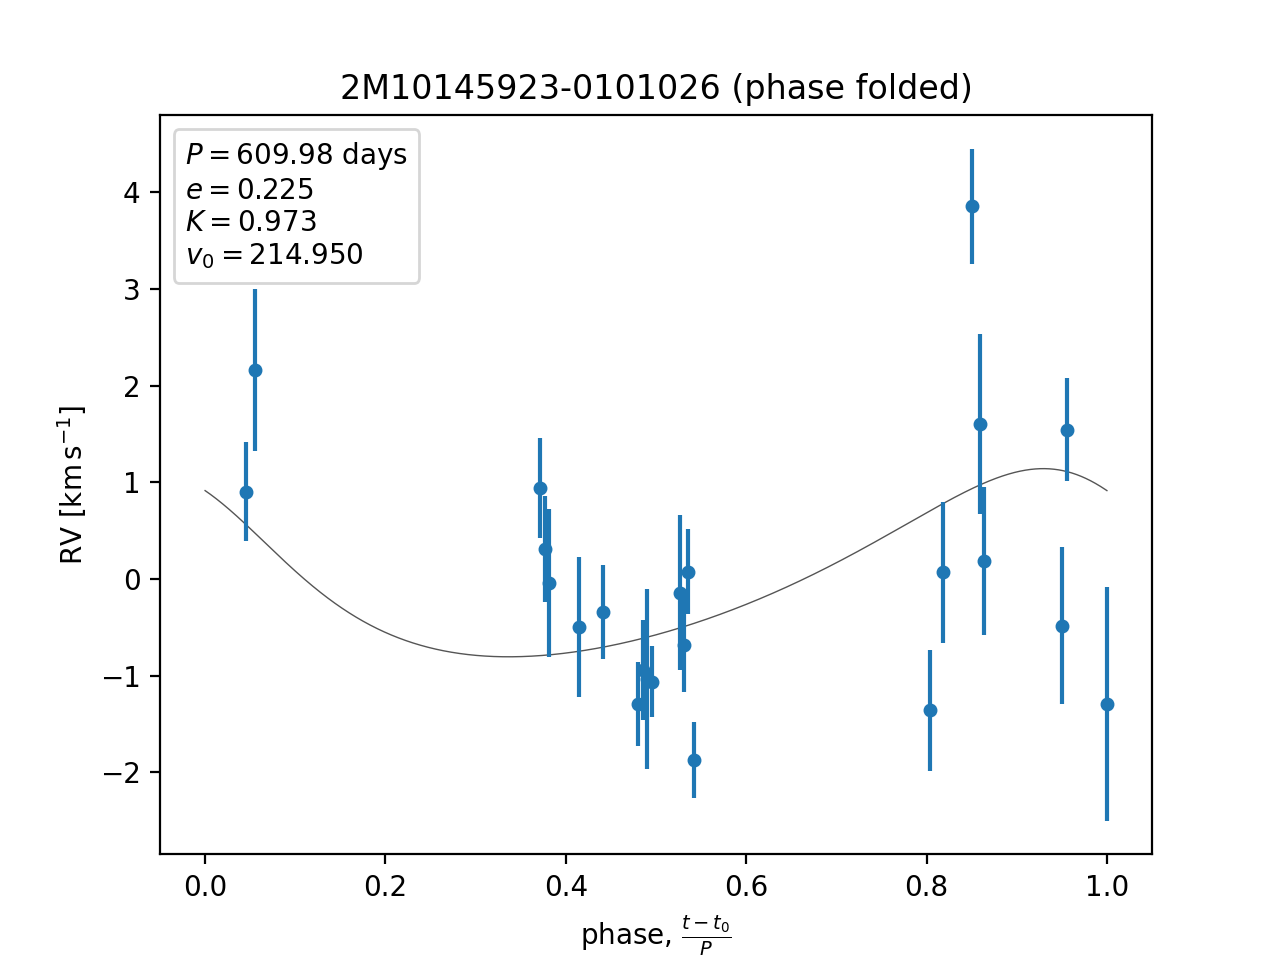 2M10145923-0101026 (phase folded)
P = 609.98 days
e = 0.225
K = 0.973
v₀ = 214.950
4
3
2
1
0
−1
−2
RV [km s⁻¹]
0.0 0.2 0.4 0.6 0.8 1.0
phase, (t − t₀)/P